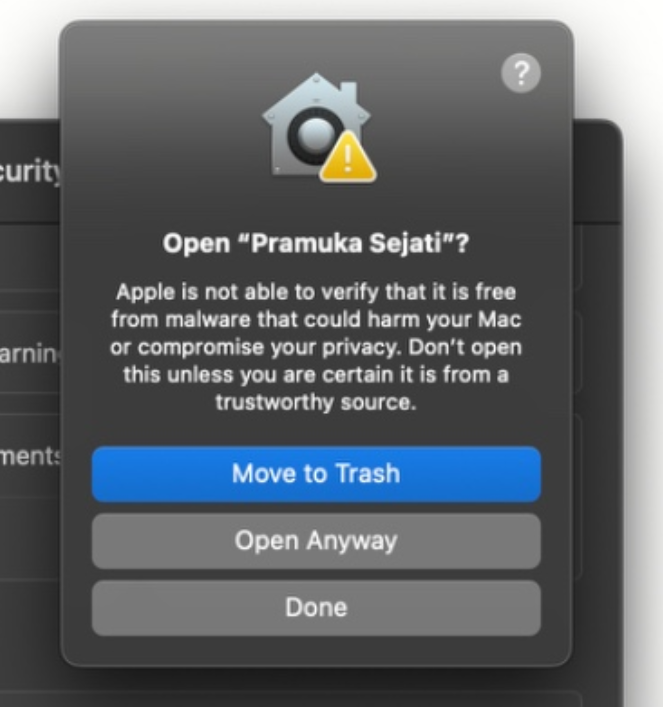 ?
Open “Pramuka Sejati”?
Apple is not able to verify that it is free
from malware that could harm your Mac
or compromise your privacy. Don’t open
this unless you are certain it is from a
trustworthy source.
Move to Trash
Open Anyway
Done
curity
arnin
ments